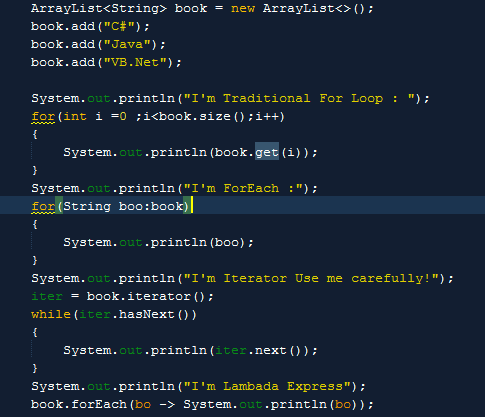 ArrayList<String> book = new ArrayList<>();
book.add("C#");
book.add("Java");
book.add("VB.Net");
System.out.println("I'm Traditional For Loop : ");
for(int i =0 ;i<book.size();i++)
{
System.out.println(book.get(i));
}
System.out.println("I'm ForEach :");
for(String boo:book)
{
System.out.println(boo);
}
System.out.println("I'm Iterator Use me carefully!");
iter = book.iterator();
while(iter.hasNext())
{
System.out.println(iter.next());
}
System.out.println("I'm Lambada Express");
book.forEach(bo -> System.out.println(bo));